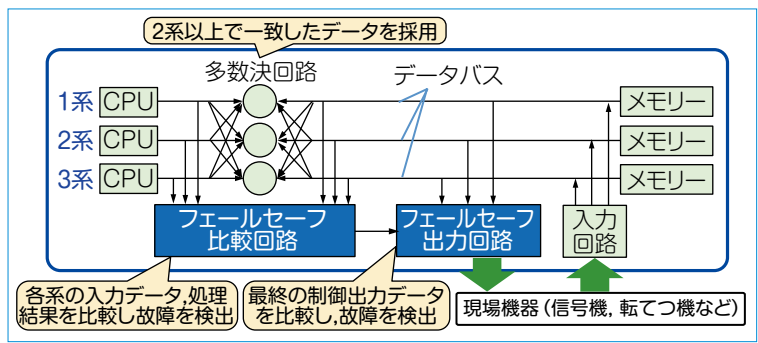 2系以上で一致したデータを採用
多数決回路
データバス
1系 CPU
メモリー
2系 CPU
メモリー
3系 CPU
メモリー
フェールセーフ
比較回路
フェールセーフ
出力回路
入力
回路
各系の入力データ,処理
結果を比較し故障を検出
最終の制御出力データ
を比較し,故障を検出
現場機器(信号機, 転てつ機など)